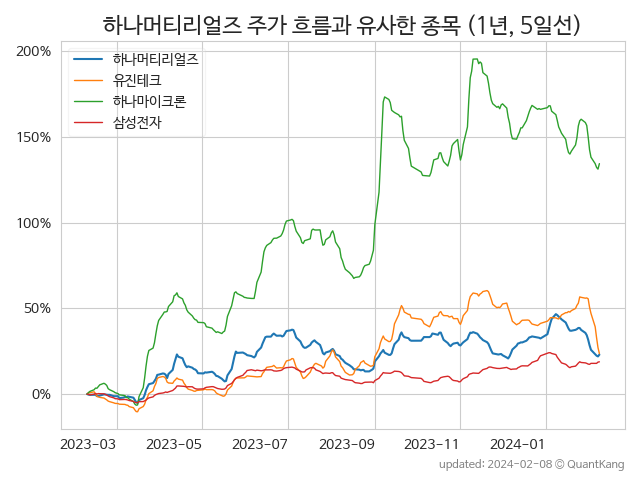 하나머티리얼즈 주가 흐름과 유사한 종목 (1년, 5일선)
200%
150%
100%
50%
0%
하나머티리얼즈
유진테크
하나마이크론
삼성전자
2023-03 2023-05 2023-07 2023-09 2023-11 2024-01
updated: 2024-02-08 © QuantKang